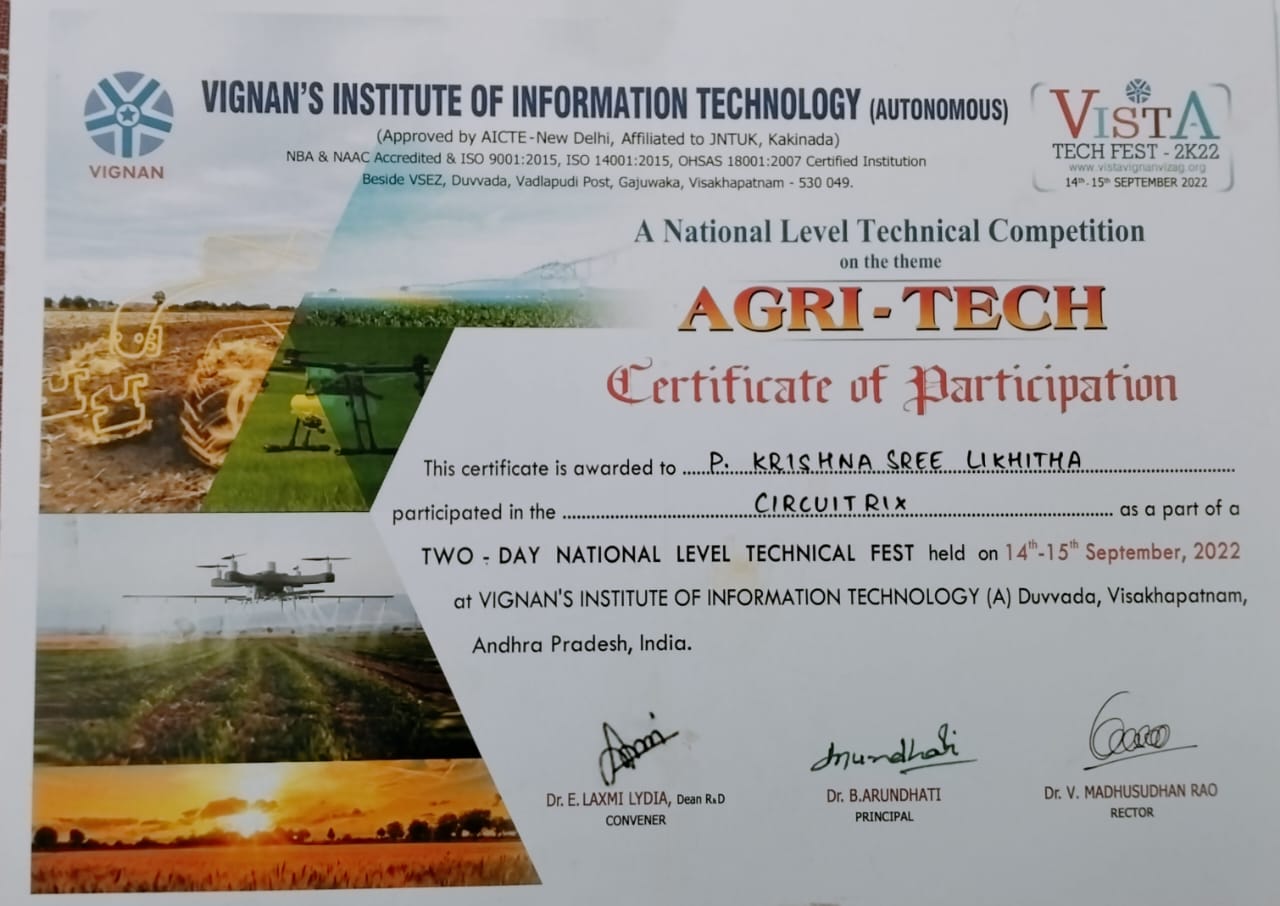 VIGNAN
VIGNAN'S INSTITUTE OF INFORMATION TECHNOLOGY (AUTONOMOUS)
(Approved by AICTE-New Delhi, Affiliated to JNTUK, Kakinada)
NBA & NAAC Accredited & ISO 9001:2015, ISO 14001:2015, OHSAS 18001:2007 Certified Institution
Beside VSEZ, Duvvada, Vadlapudi Post, Gajuwaka, Visakhapatnam - 530 049.
VISTA
TECH FEST - 2K22
www.vistavignanvizag.org
14th-15th SEPTEMBER 2022
A National Level Technical Competition
on the theme
AGRI-TECH
Certificate of Participation
This certificate is awarded to P. KRISHNA SREE LIKHITHA
participated in the CIRCUITRIX as a part of a
TWO - DAY NATIONAL LEVEL TECHNICAL FEST held on 14th-15th September, 2022
at VIGNAN'S INSTITUTE OF INFORMATION TECHNOLOGY (A) Duvvada, Visakhapatnam,
Andhra Pradesh, India.
Arundhati
Dr. E. LAXMI LYDIA, Dean R&D
CONVENER
Dr. B.ARUNDHATI
PRINCIPAL
Dr. V. MADHUSUDHAN RAO
RECTOR